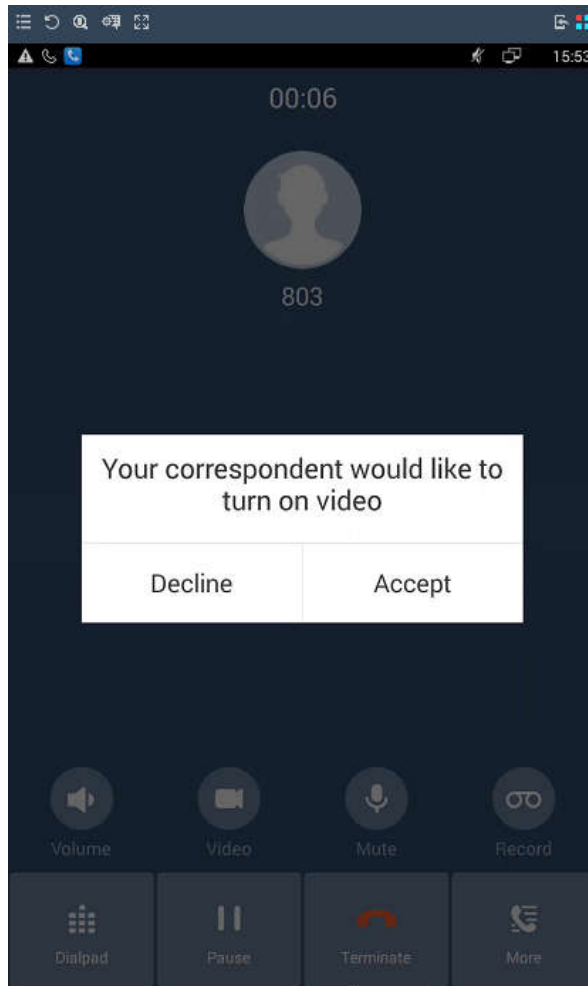 15:53
00:06
803
Your correspondent would like to
turn on video
Decline
Accept
Volume
Video
Mute
Record
Dialpad
Pause
Terminate
More